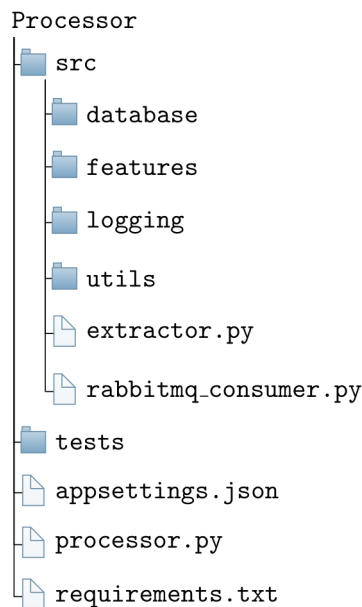 Processor
src
database
features
logging
utils
extractor.py
rabbitmq_consumer.py
tests
appsettings.json
processor.py
requirements.txt